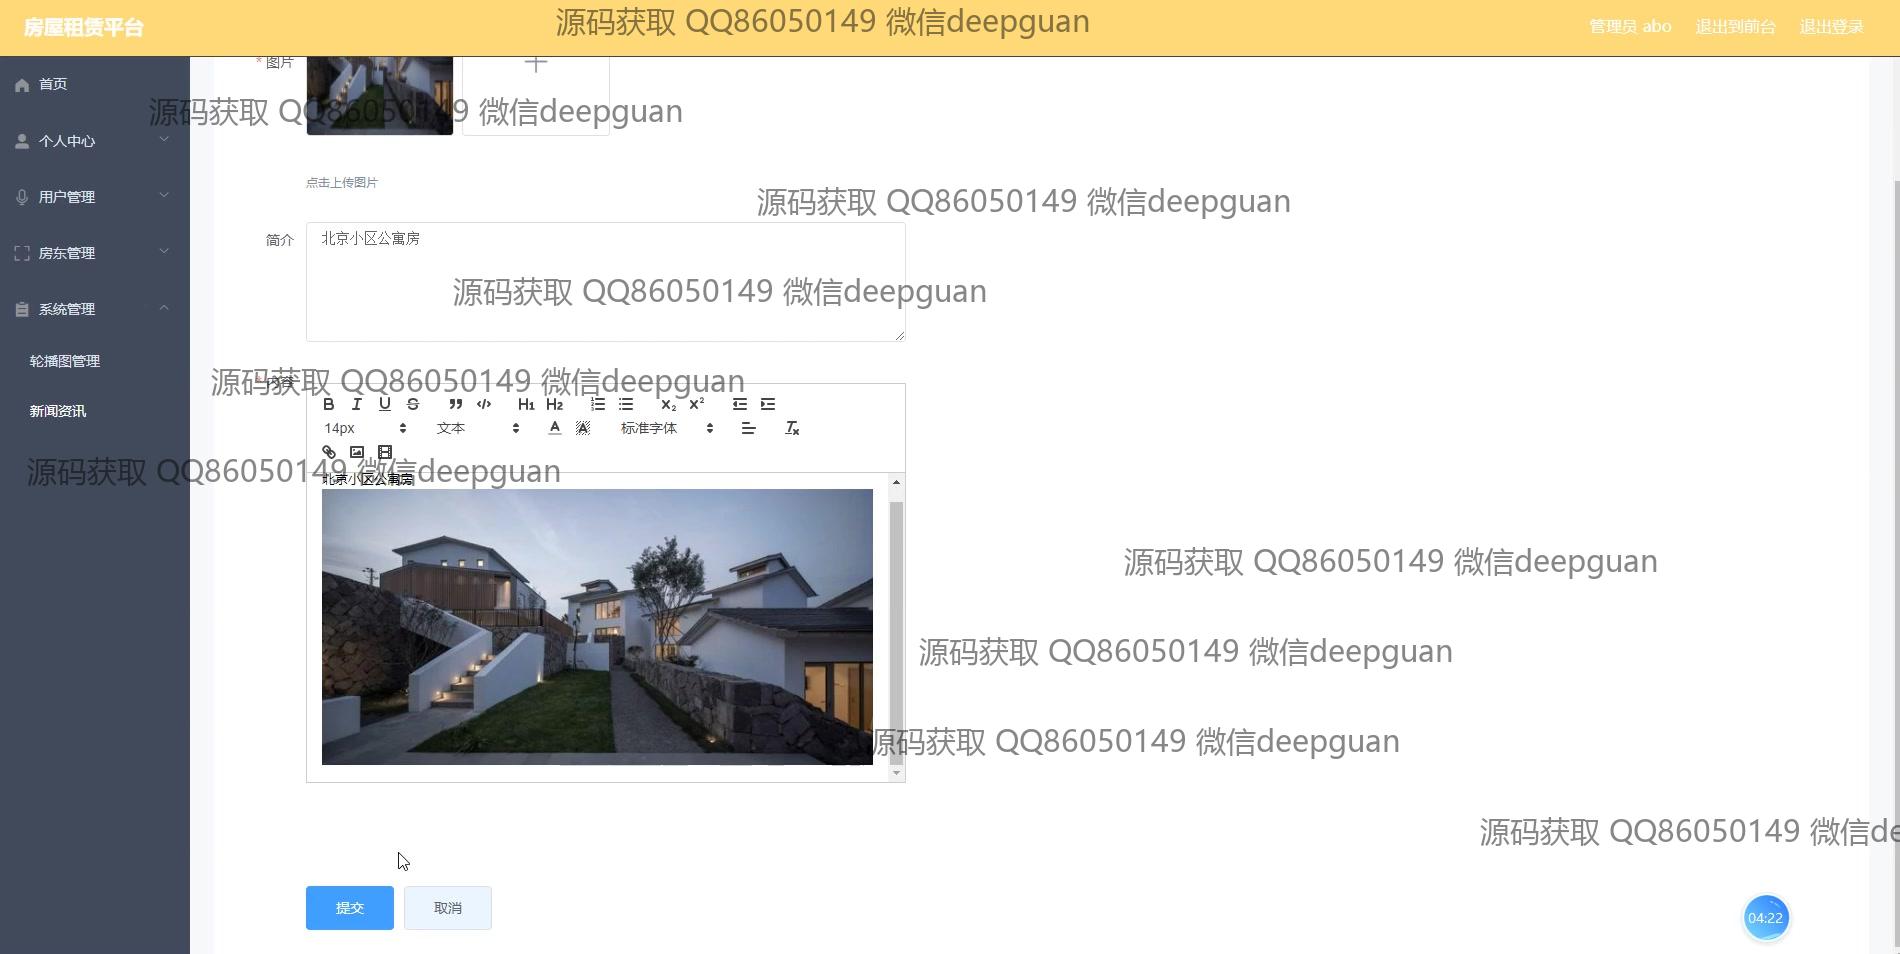 房屋租赁平台
源码获取 QQ86050149 微信deepguan
管理员 abo
退出到前台
退出登录
首页
* 图片
源码获取 QQ86050149 微信deepguan
个人中心
点击上传图片
用户管理
源码获取 QQ86050149 微信deepguan
简介
北京小区公寓房
房东管理
源码获取 QQ86050149 微信deepguan
系统管理
轮播图管理
* 内容
源码获取 QQ86050149 微信deepguan
新闻资讯
B I U S H1 H2 X2 X2
14px 文本 A A 标准字体 Tx
源码获取 QQ86050149 微信deepguan
北京小区公寓房
源码获取 QQ86050149 微信deepguan
源码获取 QQ86050149 微信deepguan
源码获取 QQ86050149 微信deepguan
源码获取 QQ86050149 微信de
提交
取消
04:22